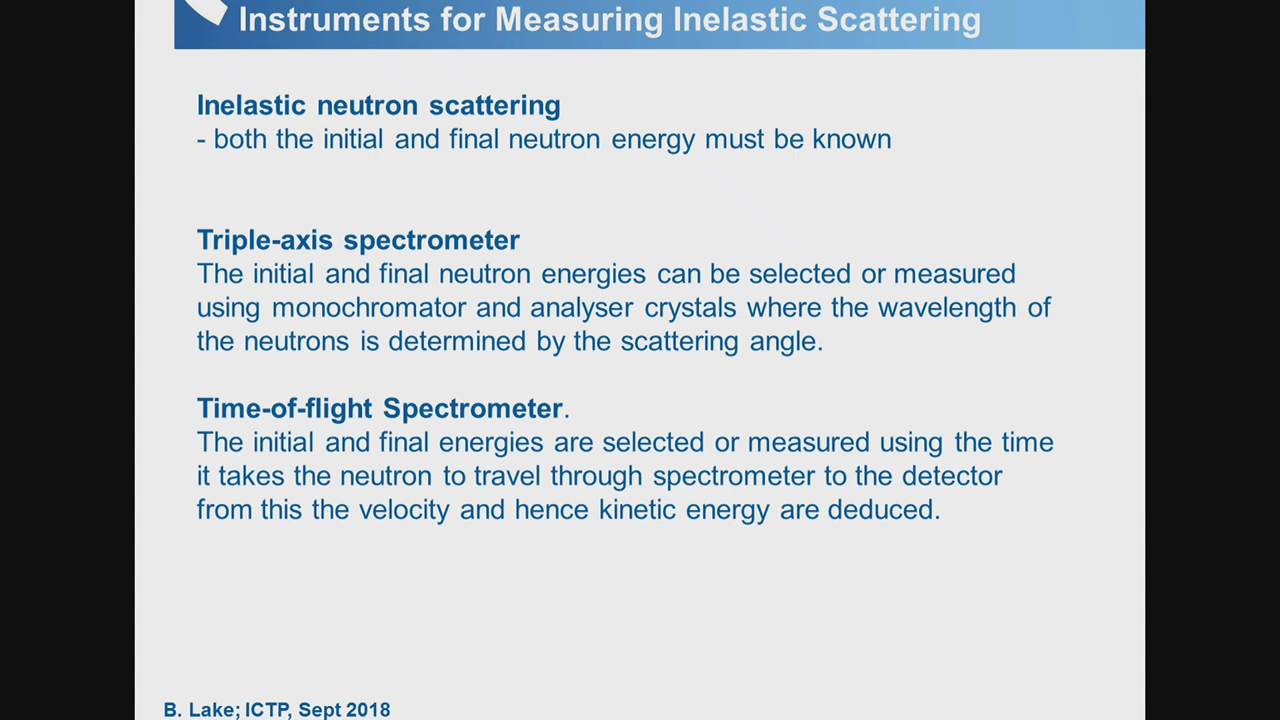 Instruments for Measuring Inelastic Scattering
Inelastic neutron scattering
- both the initial and final neutron energy must be known
Triple-axis spectrometer
The initial and final neutron energies can be selected or measured
using monochromator and analyser crystals where the wavelength of
the neutrons is determined by the scattering angle.
Time-of-flight Spectrometer.
The initial and final energies are selected or measured using the time
it takes the neutron to travel through spectrometer to the detector
from this the velocity and hence kinetic energy are deduced.
B. Lake; ICTP, Sept 2018